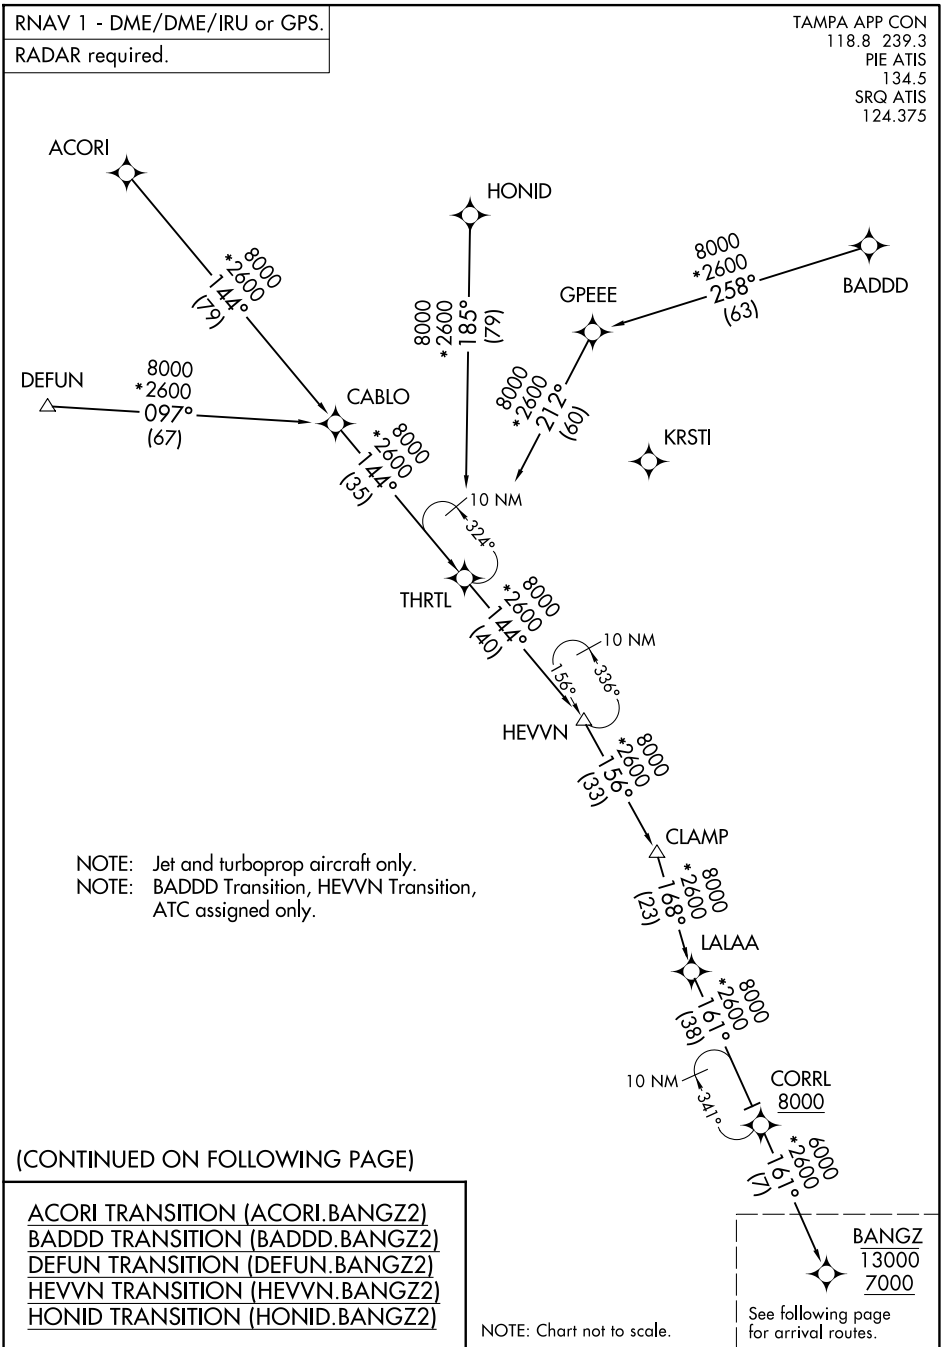 RNAV 1 - DME/DME/IRU or GPS.
RADAR required.
TAMPA APP CON
118.8 239.3
PIE ATIS
134.5
SRQ ATIS
124.375
ACORI
HONID
BADDD
8000
*2600
258°
(63)
GPEEE
8000
*2600
144°
(79)
8000
*2600
185°
(79)
DEFUN
8000
*2600
097°
(67)
CABLO
8000
*2600
212°
(60)
KRSTI
8000
*2600
144°
(35)
10 NM
324°
THRTL
8000
*2600
144°
(40)
10 NM
156°
336°
HEVVN
8000
*2600
156°
(33)
CLAMP
NOTE: Jet and turboprop aircraft only.
NOTE: BADDD Transition, HEVVN Transition,
ATC assigned only.
8000
*2600
168°
(23)
LALAA
8000
*2600
161°
(38)
10 NM
341°
CORRL
8000
6000
*2600
161°
(7)
(CONTINUED ON FOLLOWING PAGE)
ACORI TRANSITION (ACORI.BANGZ2)
BADDD TRANSITION (BADDD.BANGZ2)
DEFUN TRANSITION (DEFUN.BANGZ2)
HEVVN TRANSITION (HEVVN.BANGZ2)
HONID TRANSITION (HONID.BANGZ2)
NOTE: Chart not to scale.
BANGZ
13000
7000
See following page
for arrival routes.